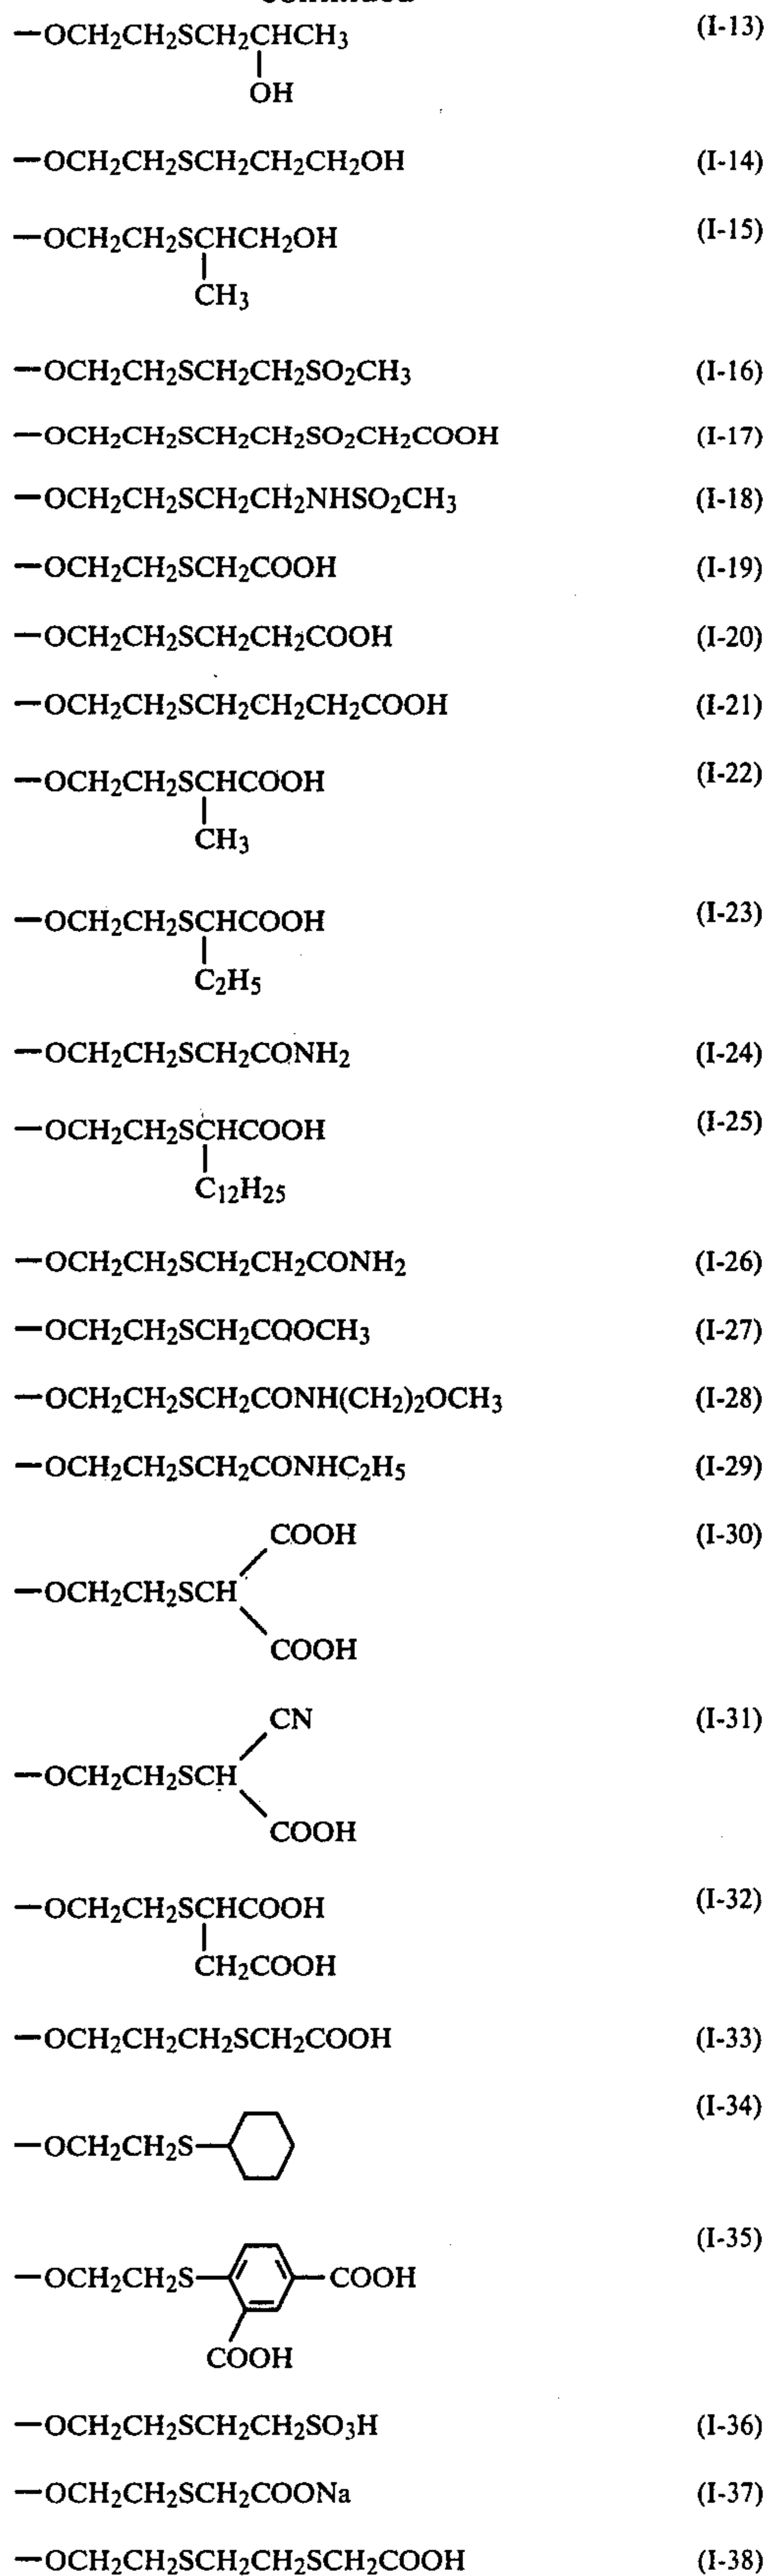 —OCH2CH2SCH2CHCH3 (I-13)
OH
—OCH2CH2SCH2CH2CH2OH (I-14)
—OCH2CH2SCHCH2OH (I-15)
CH3
—OCH2CH2SCH2CH2SO2CH3 (I-16)
—OCH2CH2SCH2CH2SO2CH2COOH (I-17)
—OCH2CH2SCH2CH2NHSO2CH3 (I-18)
—OCH2CH2SCH2COOH (I-19)
—OCH2CH2SCH2CH2COOH (I-20)
—OCH2CH2SCH2CH2CH2COOH (I-21)
—OCH2CH2SCHCOOH (I-22)
CH3
—OCH2CH2SCHCOOH (I-23)
C2H5
—OCH2CH2SCH2CONH2 (I-24)
—OCH2CH2SCHCOOH (I-25)
C12H25
—OCH2CH2SCH2CH2CONH2 (I-26)
—OCH2CH2SCH2COOCH3 (I-27)
—OCH2CH2SCH2CONH(CH2)2OCH3 (I-28)
—OCH2CH2SCH2CONHC2H5 (I-29)
COOH (I-30)
—OCH2CH2SCH
COOH
CN (I-31)
—OCH2CH2SCH
COOH
—OCH2CH2SCHCOOH (I-32)
CH2COOH
—OCH2CH2CH2SCH2COOH (I-33)
(I-34)
—OCH2CH2S—
(I-35)
—OCH2CH2S— —COOH
COOH
—OCH2CH2SCH2CH2SO3H (I-36)
—OCH2CH2SCH2COONa (I-37)
—OCH2CH2SCH2CH2SCH2COOH (I-38)